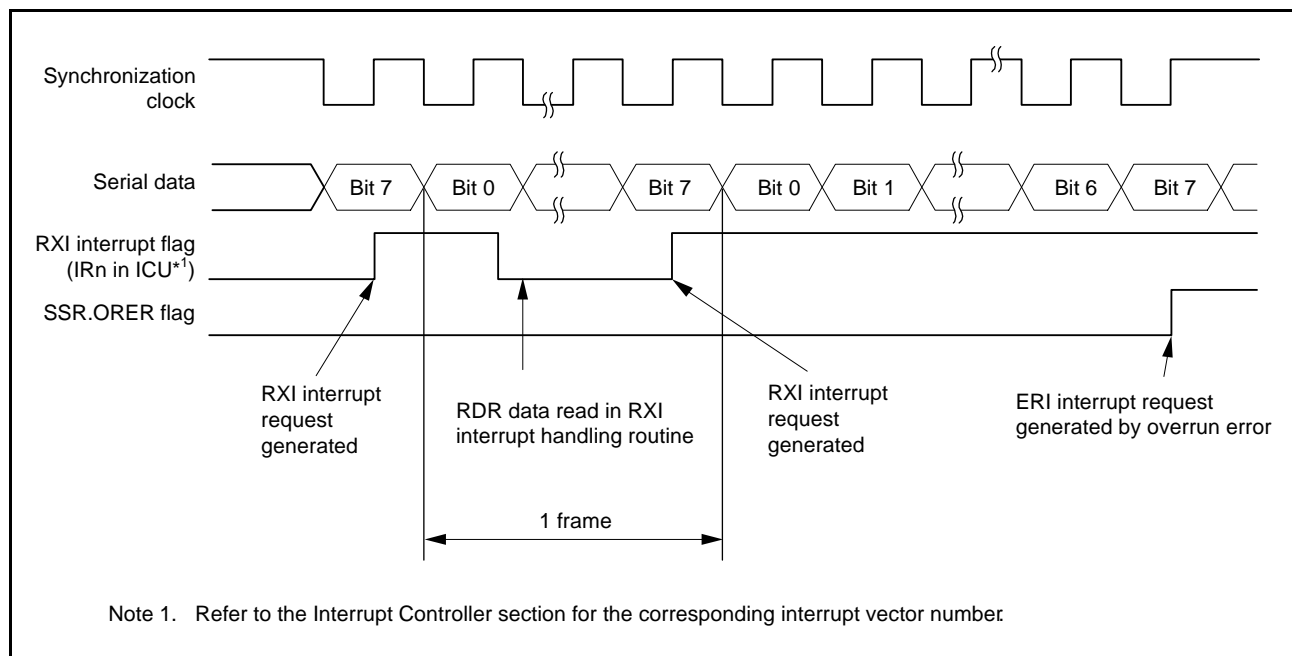 Synchronization
clock
Serial data
Bit 7
Bit 0
Bit 7
Bit 0
Bit 1
Bit 6
Bit 7
RXI interrupt flag
(IRn in ICU*1)
SSR.ORER flag
RXI interrupt
request
generated
RDR data read in RXI
interrupt handling routine
RXI interrupt
request
generated
ERI interrupt request
generated by overrun error
1 frame
Note 1. Refer to the Interrupt Controller section for the corresponding interrupt vector number.